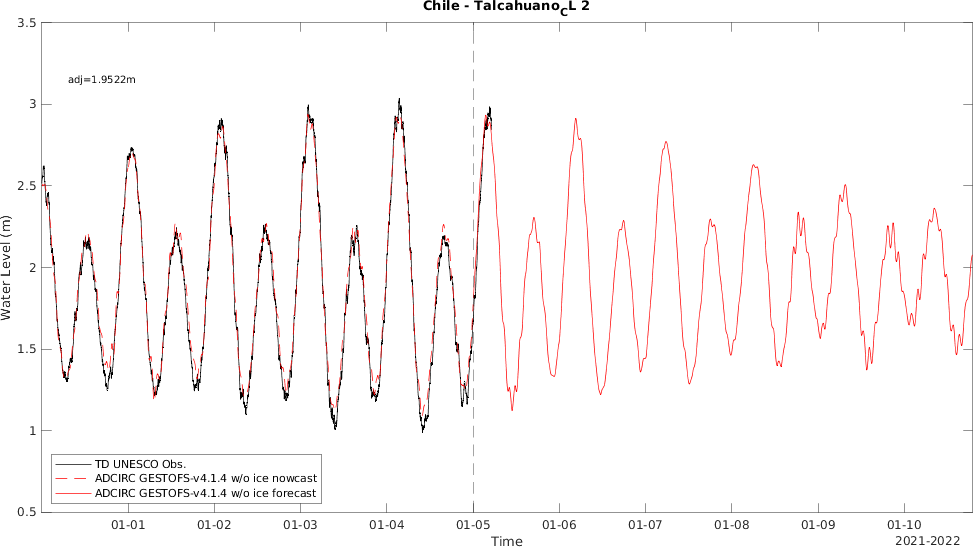 Chile - TalcahuanoCL 2
3.5
adj=1.9522m
3
2.5
2
1.5
1
0.5
Water Level (m)
TD UNESCO Obs.
ADCIRC GESTOFS-v4.1.4 w/o ice nowcast
ADCIRC GESTOFS-v4.1.4 w/o ice forecast
01-01 01-02 01-03 01-04 01-05 01-06 01-07 01-08 01-09 01-10
Time
2021-2022